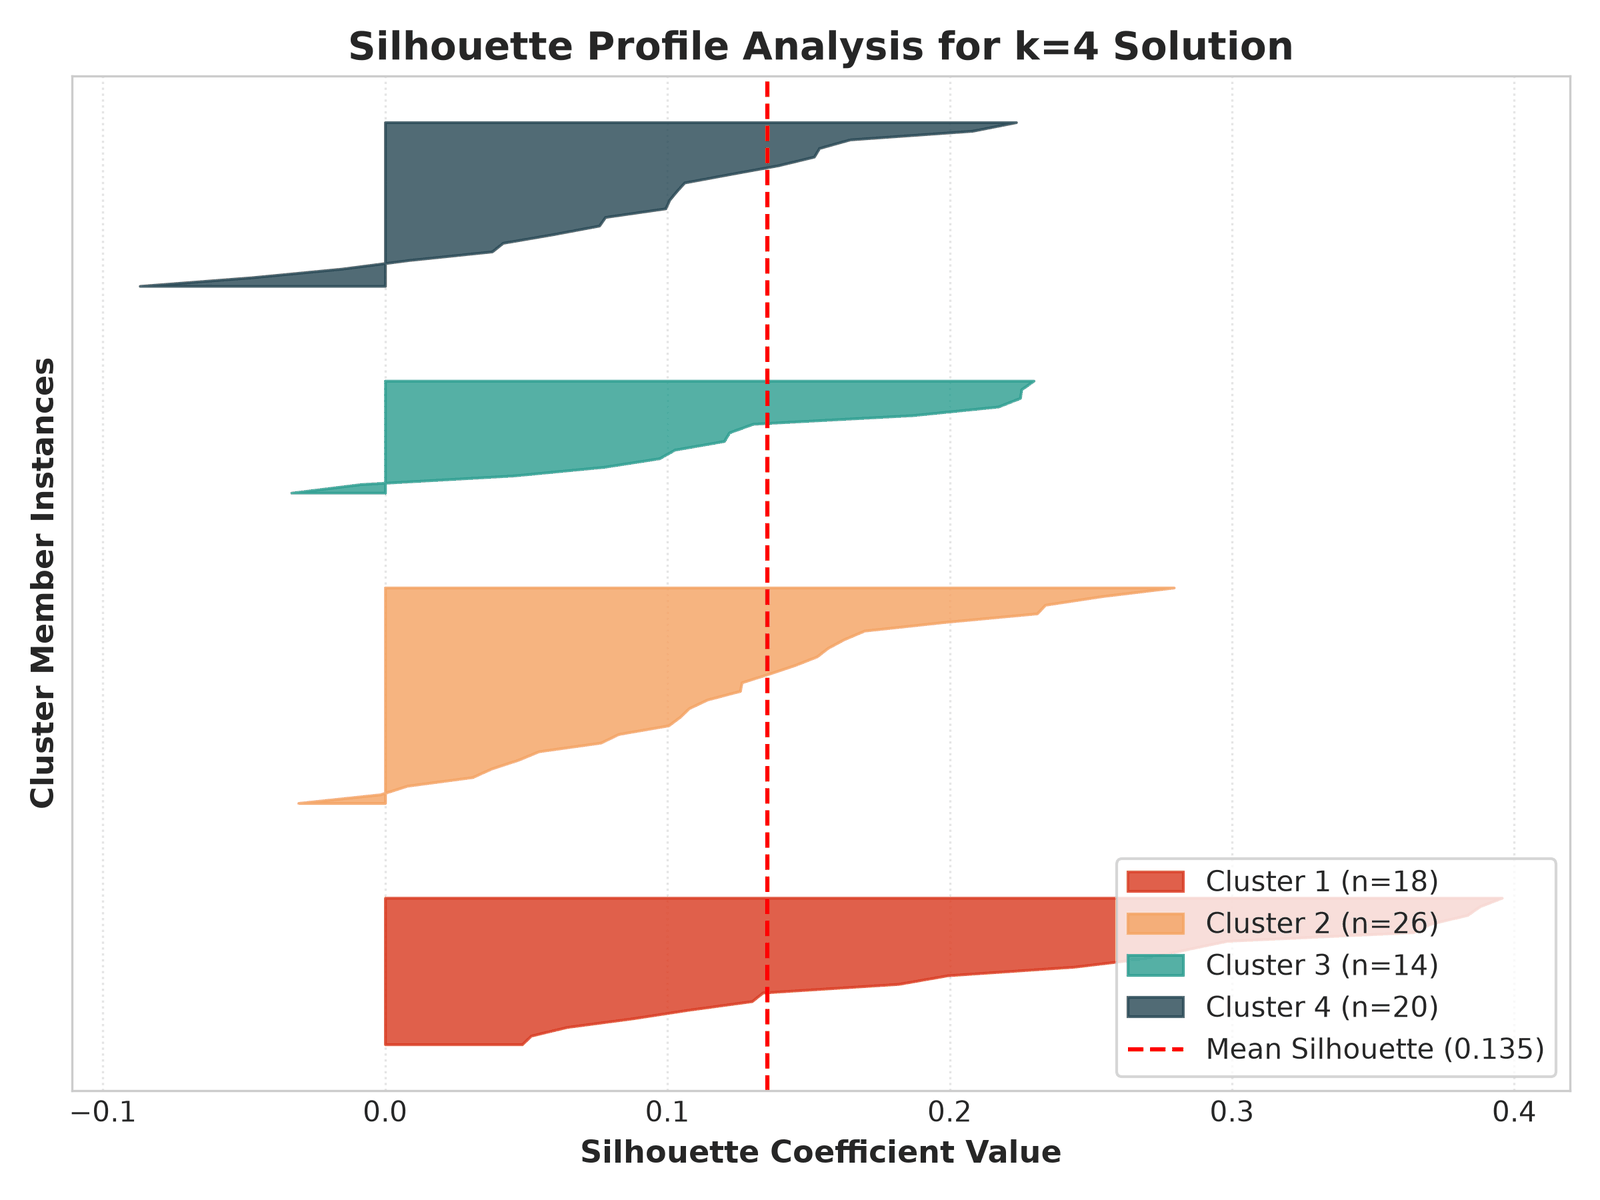 Silhouette Profile Analysis for k=4 Solution
Cluster Member Instances
Cluster 1 (n=18)
Cluster 2 (n=26)
Cluster 3 (n=14)
Cluster 4 (n=20)
Mean Silhouette (0.135)
−0.1 0.0 0.1 0.2 0.3 0.4
Silhouette Coefficient Value